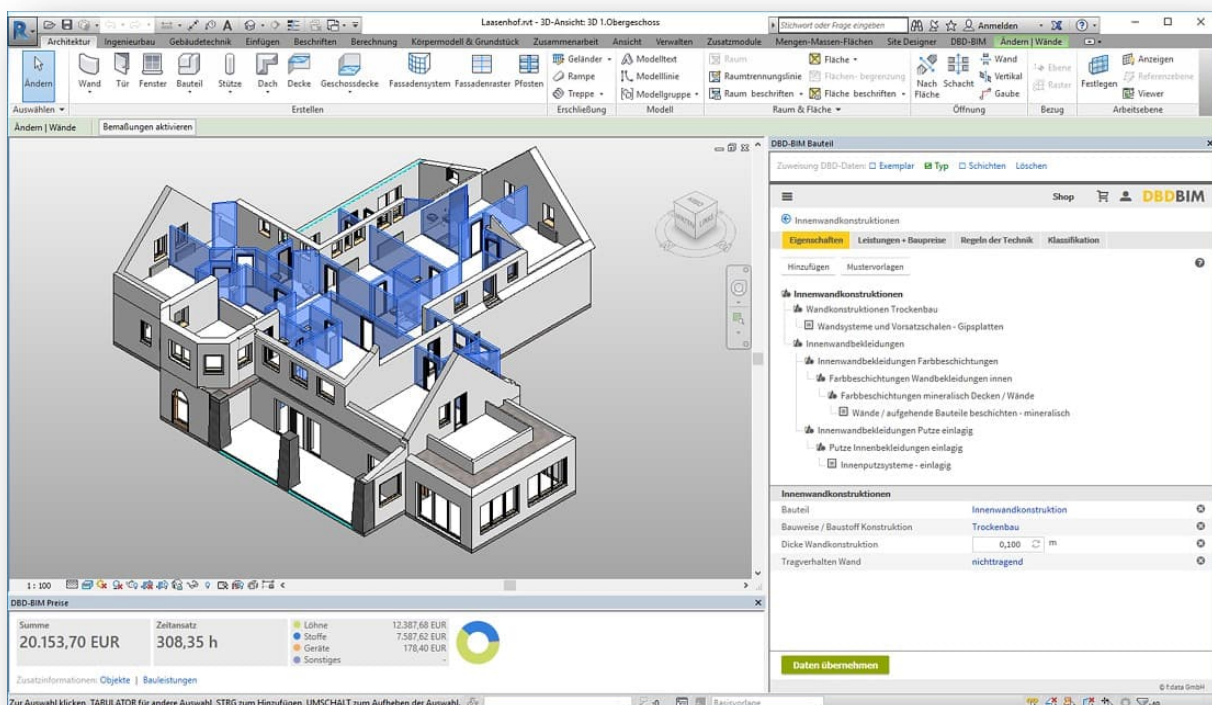 Laasenhof.rvt - 3D-Ansicht: 3D 1.Obergeschoss
Stichwort oder Frage eingeben
Anmelden
Architektur Ingenieurbau Gebäudetechnik Einfügen Beschriften Berechnung Körpermodell & Grundstück Zusammenarbeit Ansicht Verwalten Zusatzmodule Mengen-Massen-Flächen Site Designer DBD-BIM Ändern | Wände
Ändern Wand Tür Fenster Bauteil Stütze Dach Decke Geschossdecke Fassadensystem Fassadenraster Pfosten
Geländer
Rampe
Treppe
Modelltext
Modelllinie
Modellgruppe
Raum
Raumtrennungslinie
Raum beschriften
Fläche
Flächen- begrenzung
Fläche beschriften
Nach Fläche
Schacht
Wand
Vertikal
Gaube
Ebene
Raster
Festlegen
Anzeigen
Referenzebene
Viewer
Auswählen Erstellen Erschließung Modell Raum & Fläche Öffnung Bezug Arbeitsebene
Ändern | Wände Bemaßungen aktivieren
HINTEN LINKS
1 : 100
DBD-BIM Bauteil
Zuweisung DBD-Daten: Exemplar Typ Schichten Löschen
Shop DBDBIM
Innenwandkonstruktionen
Eigenschaften Leistungen + Baupreise Regeln der Technik Klassifikation
Hinzufügen Mustervorlagen
Innenwandkonstruktionen
Wandkonstruktionen Trockenbau
Wandsysteme und Vorsatzschalen - Gipsplatten
Innenwandbekleidungen
Innenwandbekleidungen Farbbeschichtungen
Farbbeschichtungen Wandbekleidungen innen
Farbbeschichtungen mineralisch Decken / Wände
Wände / aufgehende Bauteile beschichten - mineralisch
Innenwandbekleidungen Putze einlagig
Putze Innenbekleidungen einlagig
Innenputzsysteme - einlagig
Innenwandkonstruktionen
Bauteil Innenwandkonstruktion
Bauweise / Baustoff Konstruktion Trockenbau
Dicke Wandkonstruktion 0,100 m
Tragverhalten Wand nichttragend
Daten übernehmen
© f:data GmbH
DBD-BIM Preise
Summe
20.153,70 EUR
Zeitansatz
308,35 h
Löhne 12.387,68 EUR
Stoffe 7.587,62 EUR
Geräte 178,40 EUR
Sonstiges -
Zusatzinformationen: Objekte | Bauleistungen
Zur Auswahl klicken, TABULATOR für andere Auswahl, STRG zum Hinzufügen, UMSCHALT zum Aufheben der Auswahl.
Basisvorlage